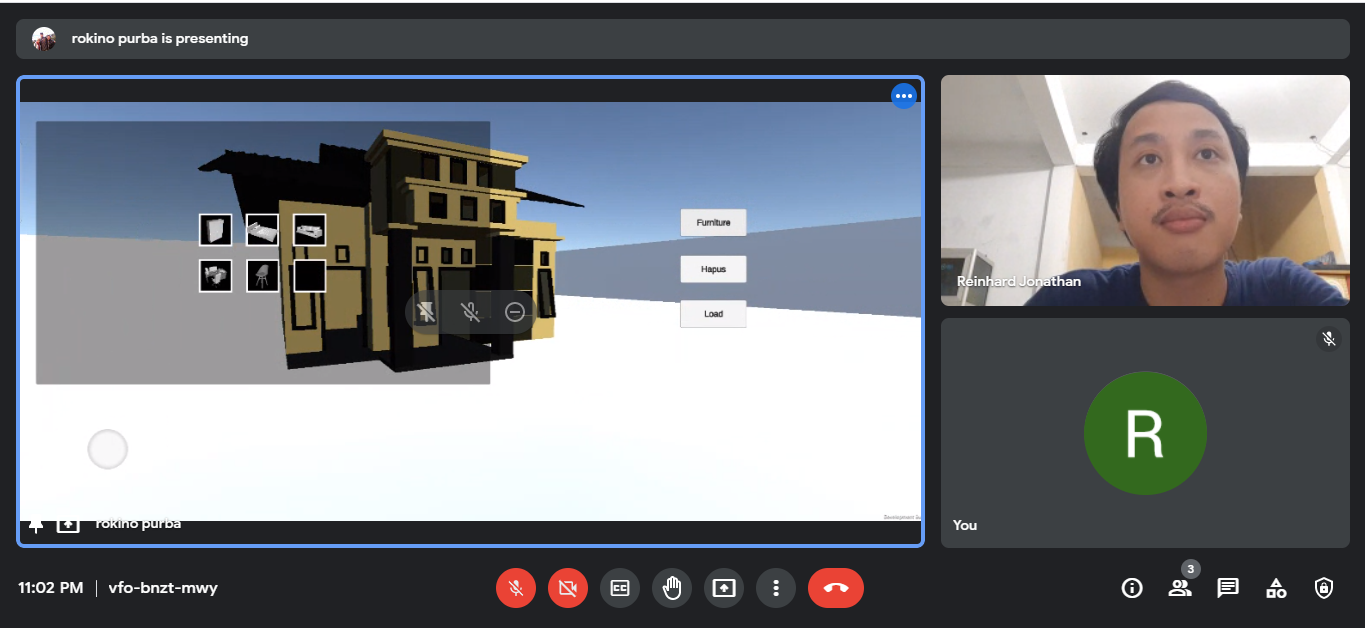 rokino purba is presenting
Furniture
Hapus
Load
Reinhard Jonathan
rokino purba
R
You
11:02 PM | vfo-bnzt-mwy
CC
3